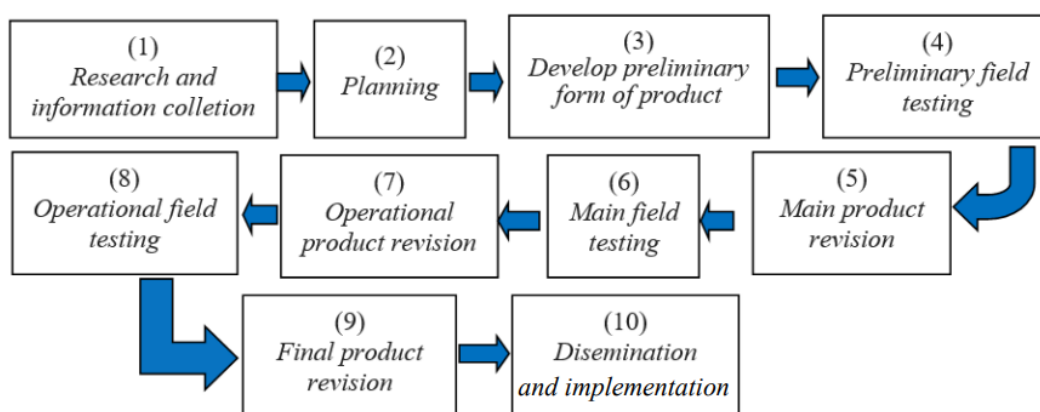 (1)
Research and
information colletion
(2)
Planning
(3)
Develop preliminary
form of product
(4)
Preliminary field
testing
(5)
Main product
revision
(6)
Main field
testing
(7)
Operational
product revision
(8)
Operational field
testing
(9)
Final product
revision
(10)
Disemination
and implementation